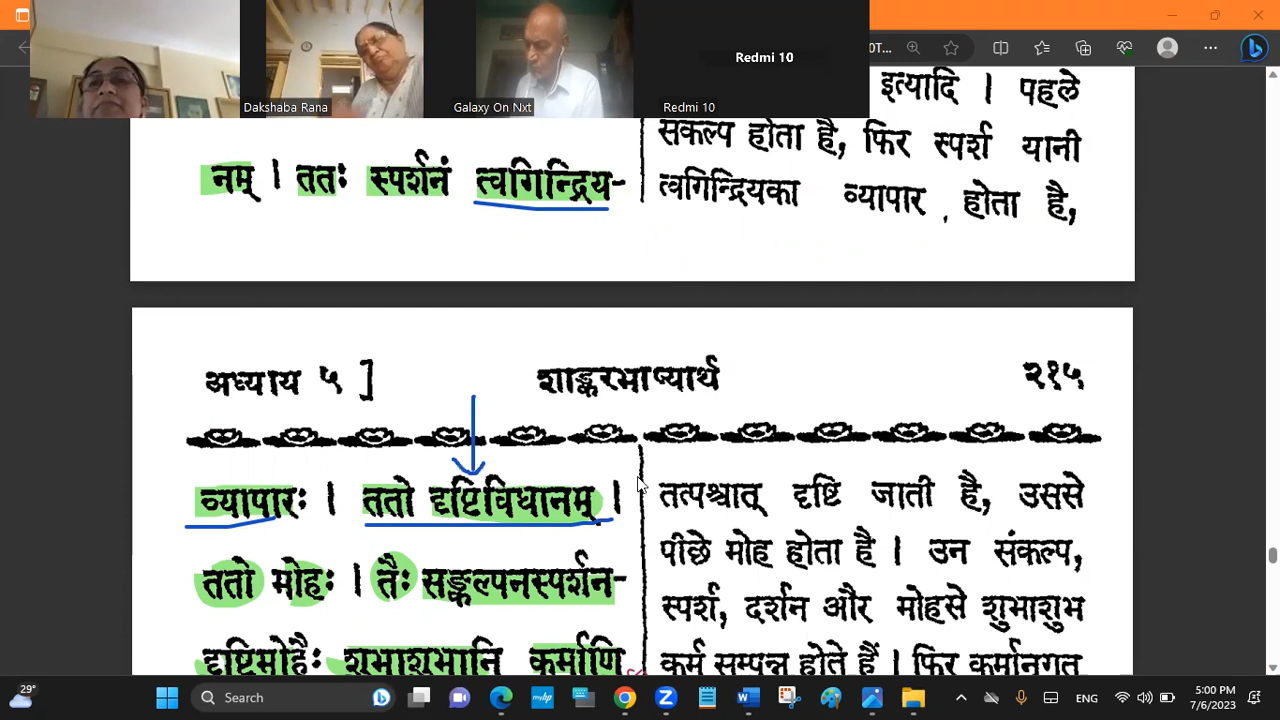 Dakshaba Rana
Galaxy On Nxt
Redmi 10
Redmi 10
0T...
इत्यादि । पहले
संकल्प होता है, फिर स्पर्श यानी
नम् । ततः स्पर्शनं त्वगिन्द्रिय-
त्वगिन्द्रियका व्यापार होता है,
अध्याय ५ ]
शाङ्करभाष्यार्थ
२१५
व्यापारः । ततो दृष्टिविधानम् ।
ततो मोहः । तैः सङ्कल्पनस्पर्शन-
दृष्टिमोहैः शुभाशुभानि कर्माणि
तत्पश्चात् दृष्टि जाती है, उससे
पीछे मोह होता है । उन संकल्प,
स्पर्श, दर्शन और मोहसे शुभाशुभ
कर्म सम्पन्न होते हैं । फिर कर्मानुगत
29°
Search
ENG
5:00 PM
7/6/2023